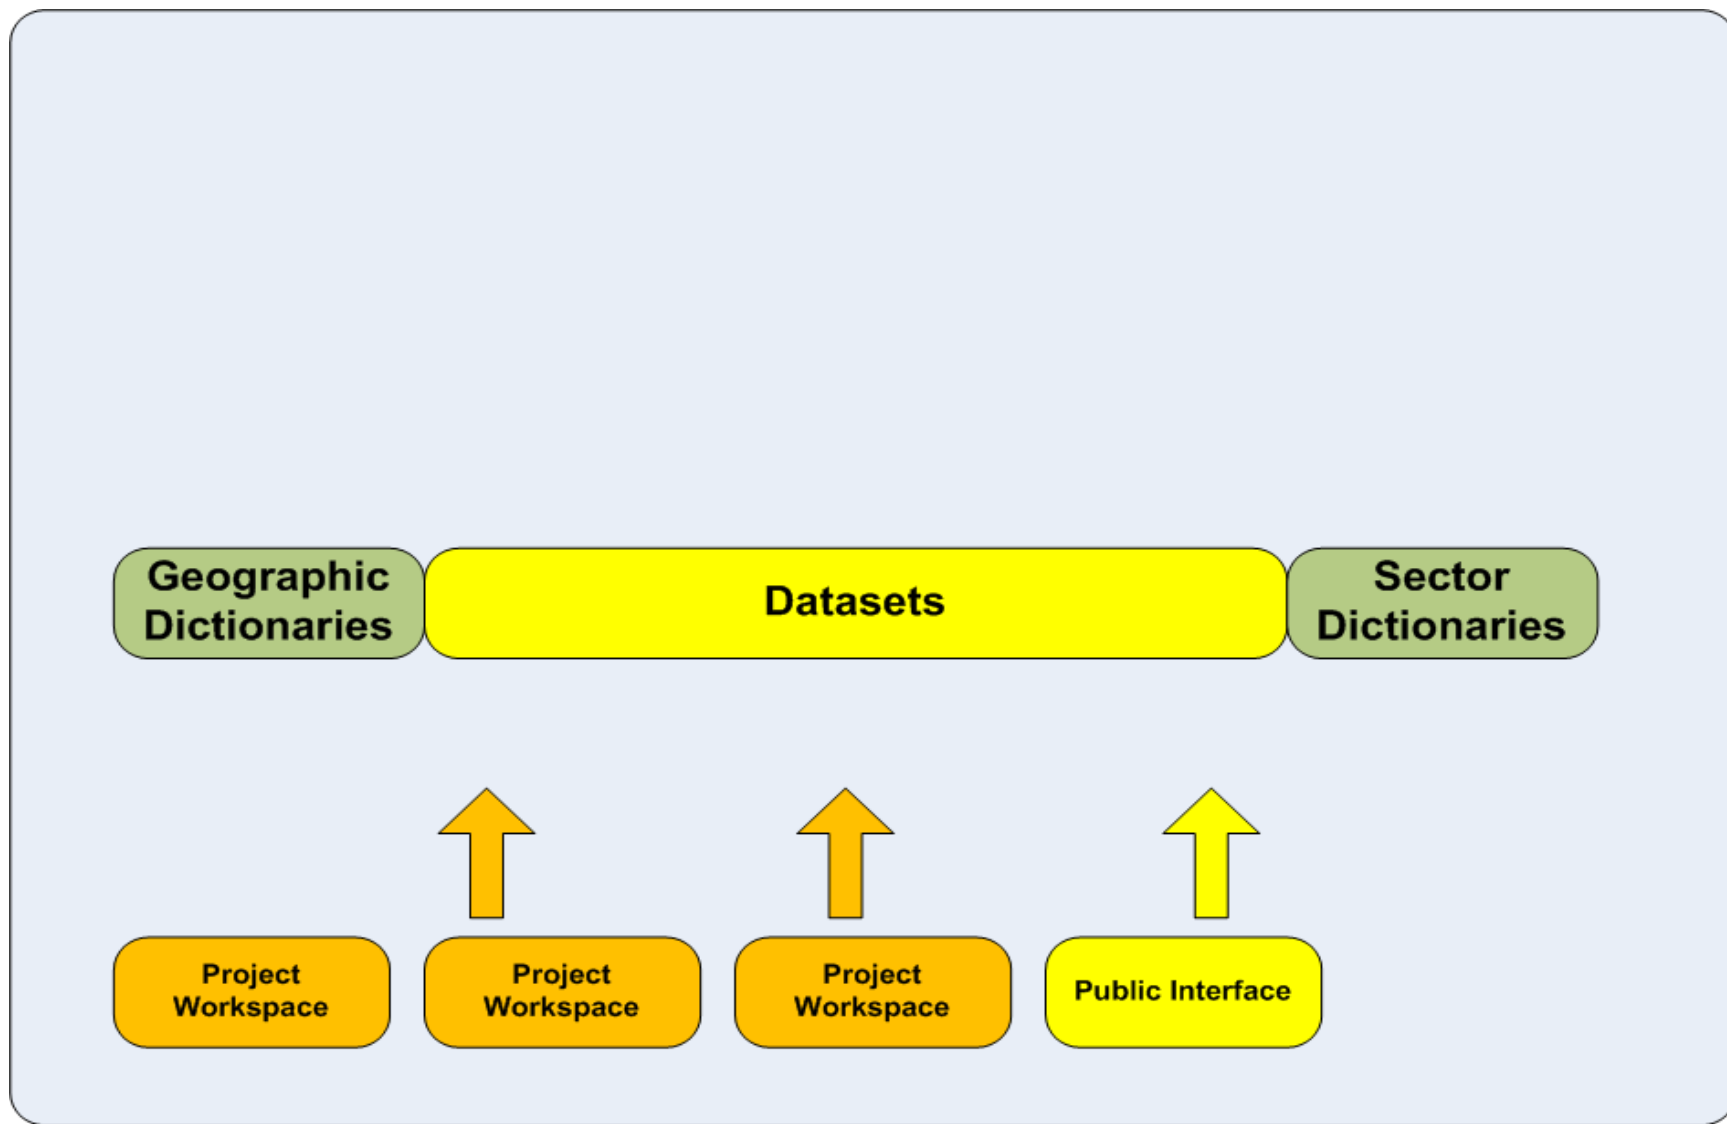 Geographic
Dictionaries
Datasets
Sector
Dictionaries
Project
Workspace
Project
Workspace
Project
Workspace
Public Interface